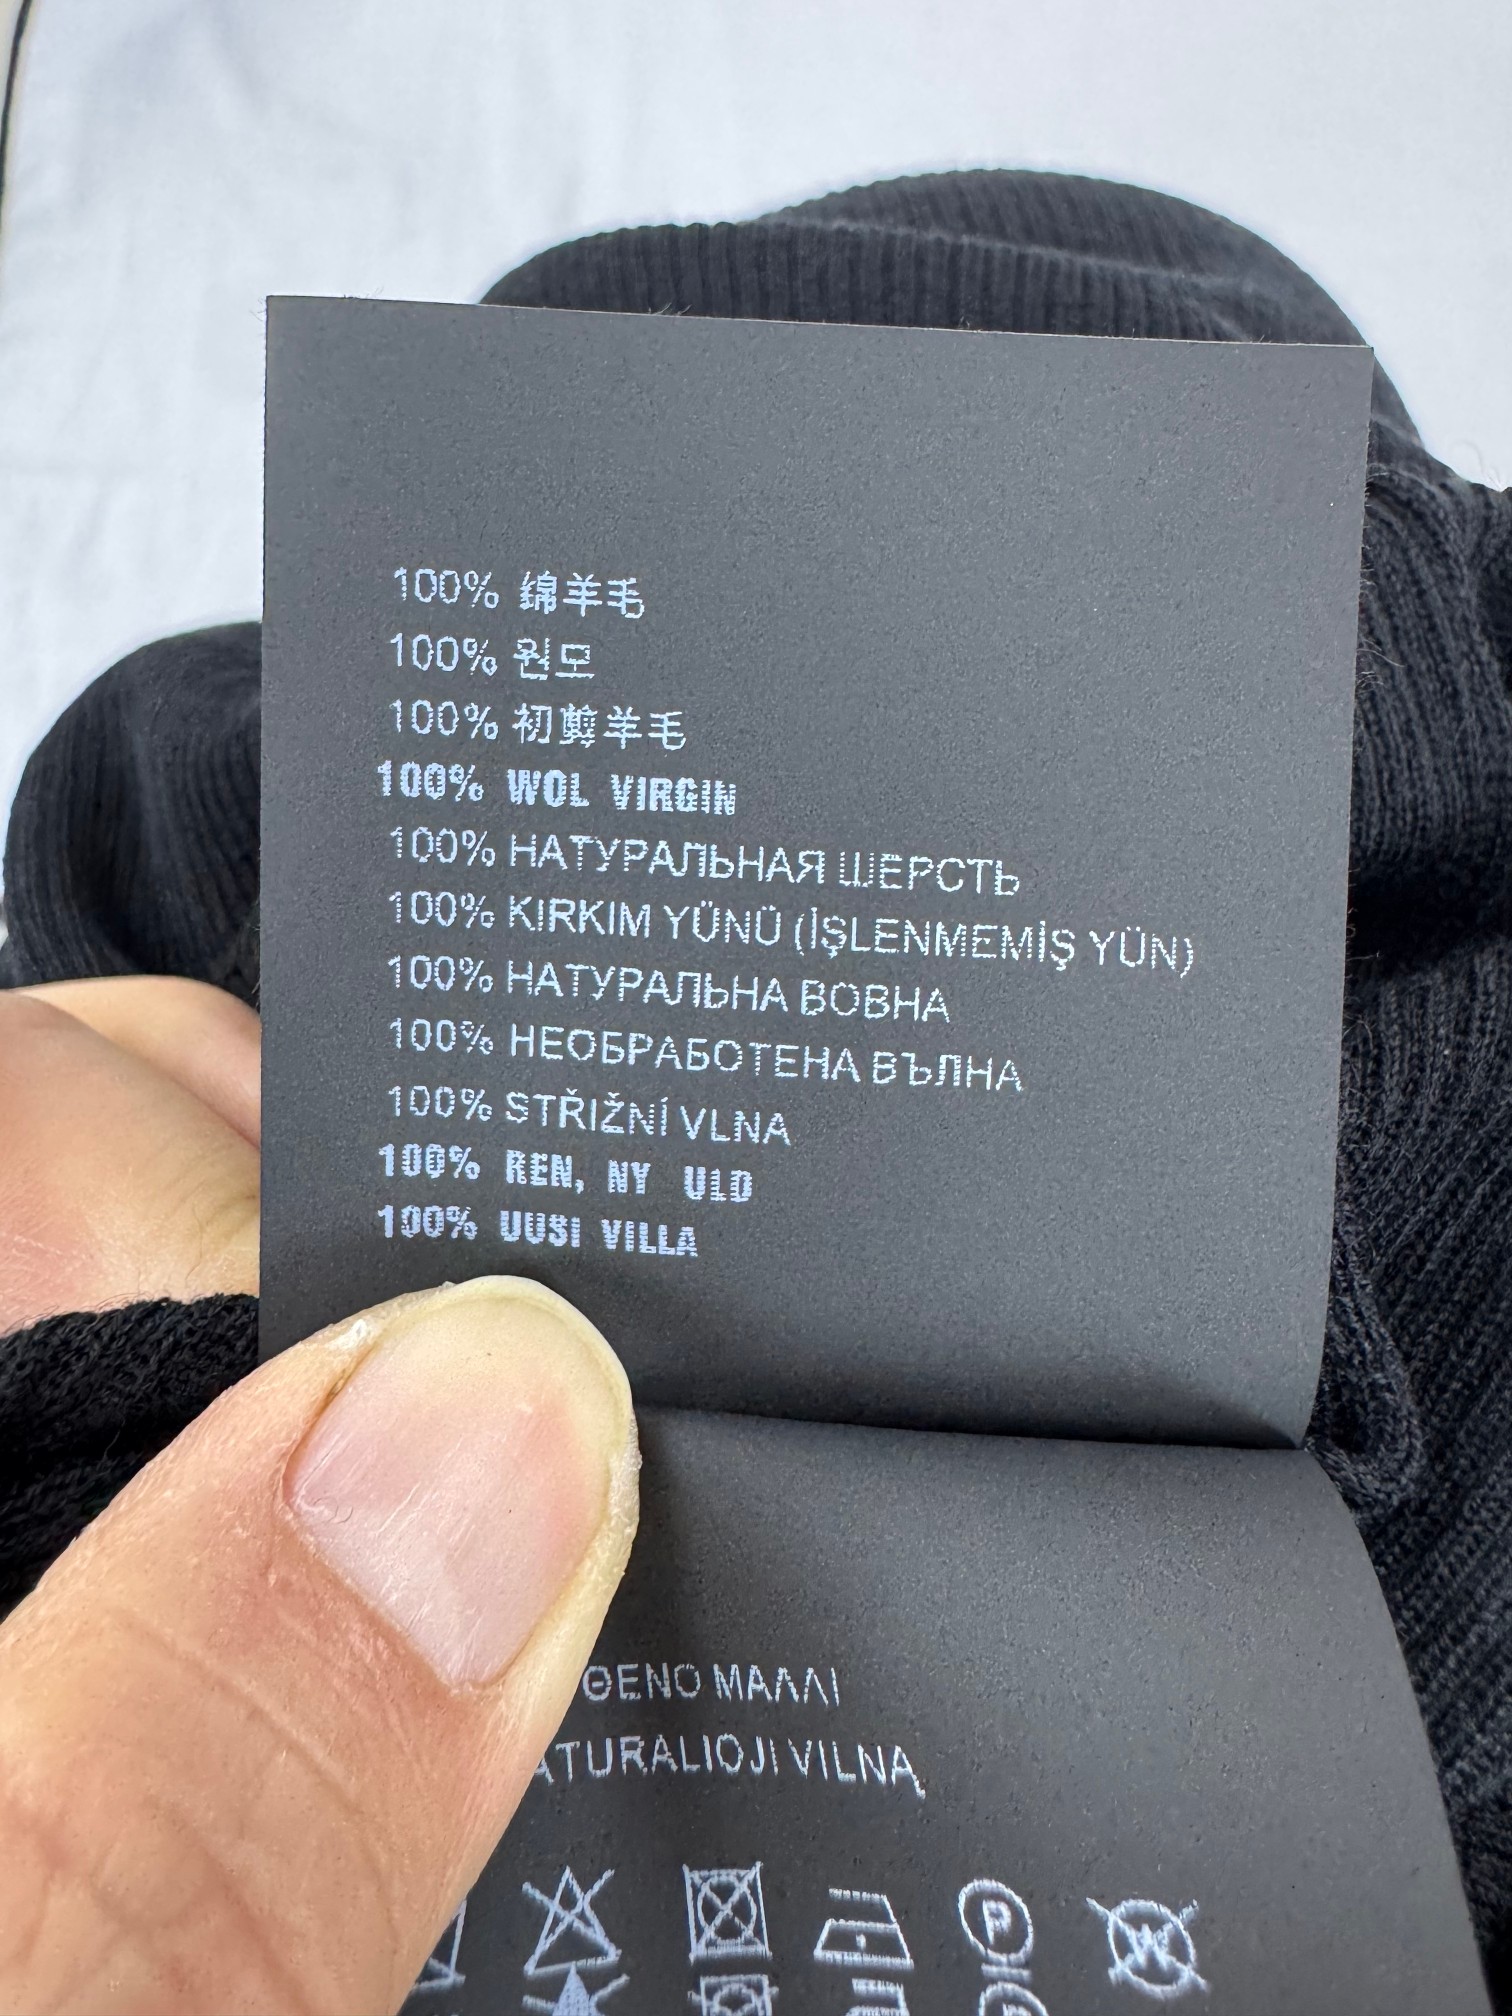 100% 绵羊毛
100% 원모
100% 初剪羊毛
100% WOL VIRGIN
100% НАТУРАЛЬНАЯ ШЕРСТЬ
100% KIRKIM YÜNÜ (İŞLENMEMİŞ YÜN)
100% НАТУРАЛЬНА ВОВНА
100% НЕОБРАБОТЕНА ВЪЛНА
100% STŘIŽNÍ VLNA
100% REN, NY ULD
100% UUSI VILLA
ΘΕΝΟ ΜΑΛΛΙ
ATURALIOJI VILNA
P
W